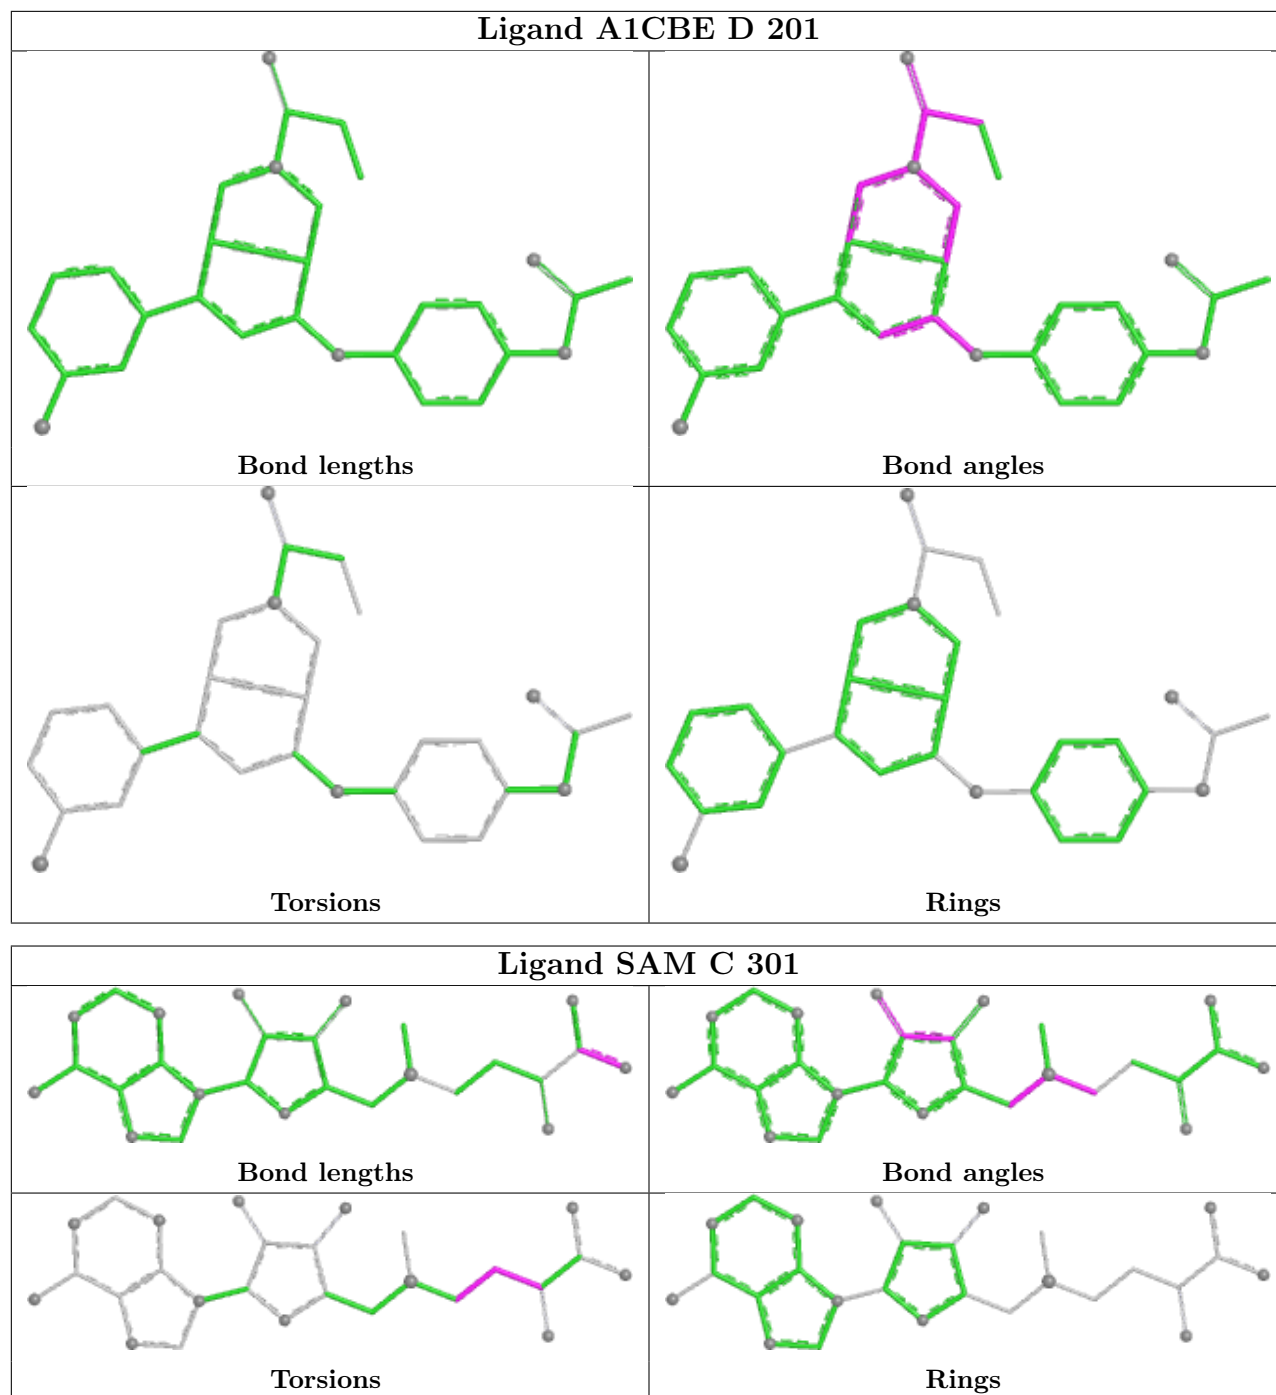 Ligand A1CBE D 201
Bond lengths
Bond angles
Torsions
Rings
Ligand SAM C 301
Bond lengths
Bond angles
Torsions
Rings